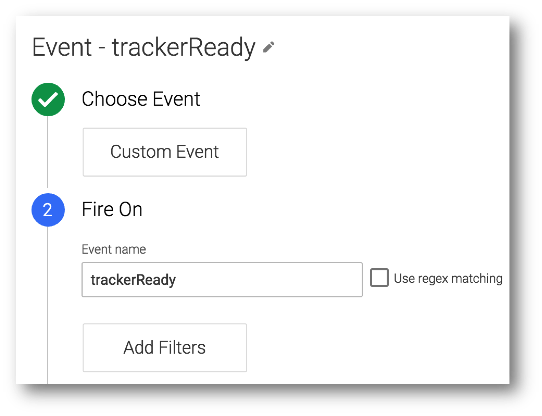 Event - trackerReady
Choose Event
Custom Event
2 Fire On
Event name
trackerReady Use regex matching
Add Filters